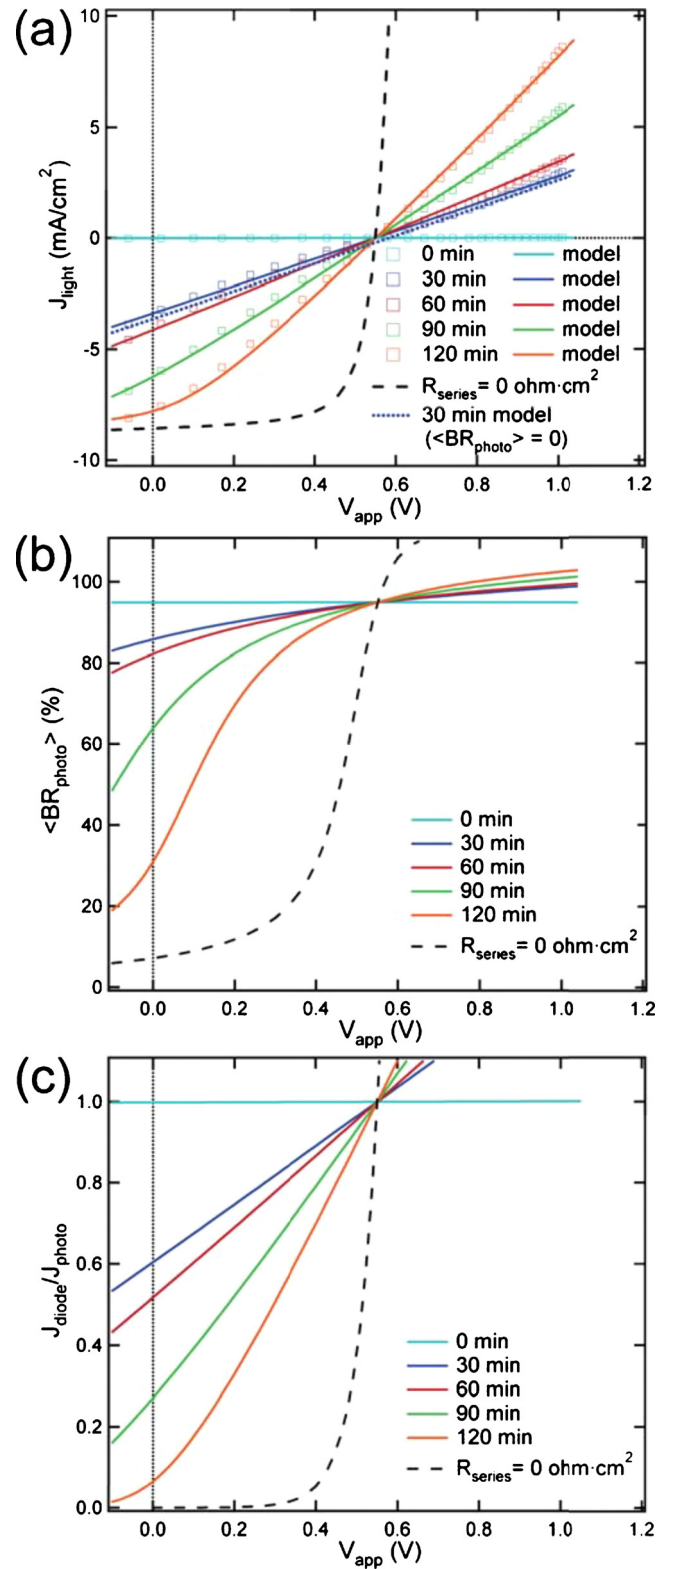 (a)
10
5
0
-5
-10
J_light (mA/cm²)
0 min model
30 min model
60 min model
90 min model
120 min model
R_series= 0 ohm·cm²
30 min model
(<BR_photo> = 0)
0.0 0.2 0.4 0.6 0.8 1.0 1.2
V_app (V)
(b)
100
80
60
40
20
0
<BR_photo> (%)
0 min
30 min
60 min
90 min
120 min
R_series= 0 ohm·cm²
0.0 0.2 0.4 0.6 0.8 1.0 1.2
V_app (V)
(c)
1.0
0.8
0.6
0.4
0.2
0.0
J_diode/J_photo
0 min
30 min
60 min
90 min
120 min
R_series= 0 ohm·cm²
0.0 0.2 0.4 0.6 0.8 1.0 1.2
V_app (V)